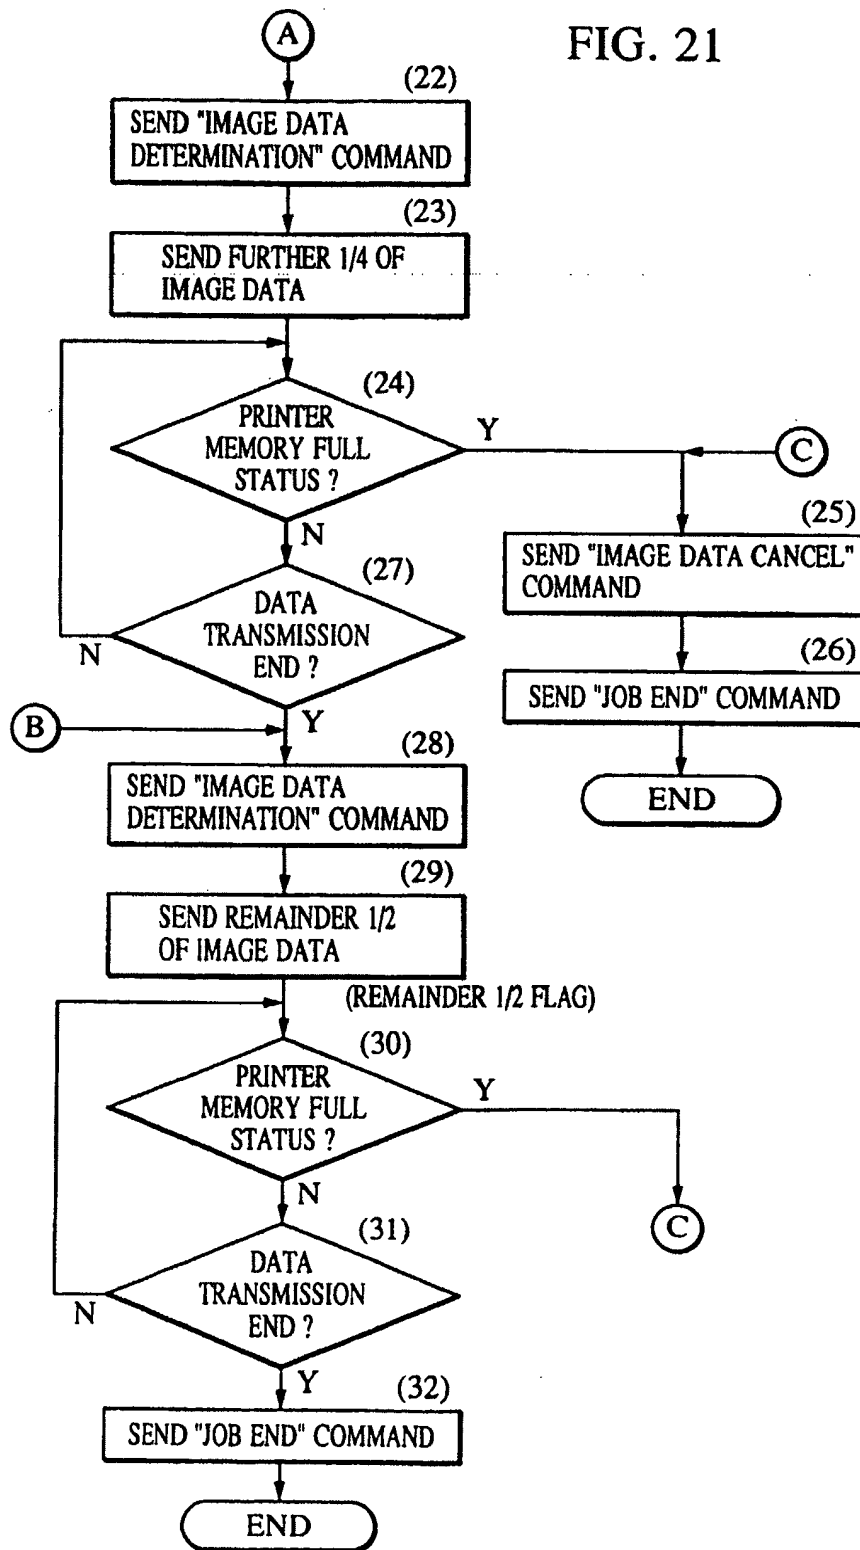 FIG. 21
A
(22)
SEND "IMAGE DATA
DETERMINATION" COMMAND
(23)
SEND FURTHER 1/4 OF
IMAGE DATA
(24)
PRINTER
MEMORY FULL
STATUS ?
Y
C
N
(25)
SEND "IMAGE DATA CANCEL"
COMMAND
(26)
SEND "JOB END" COMMAND
END
(27)
DATA
TRANSMISSION
END ?
N
Y
B
(28)
SEND "IMAGE DATA
DETERMINATION" COMMAND
(29)
SEND REMAINDER 1/2
OF IMAGE DATA
(REMAINDER 1/2 FLAG)
(30)
PRINTER
MEMORY FULL
STATUS ?
Y
N
C
(31)
DATA
TRANSMISSION
END ?
N
Y
(32)
SEND "JOB END" COMMAND
END